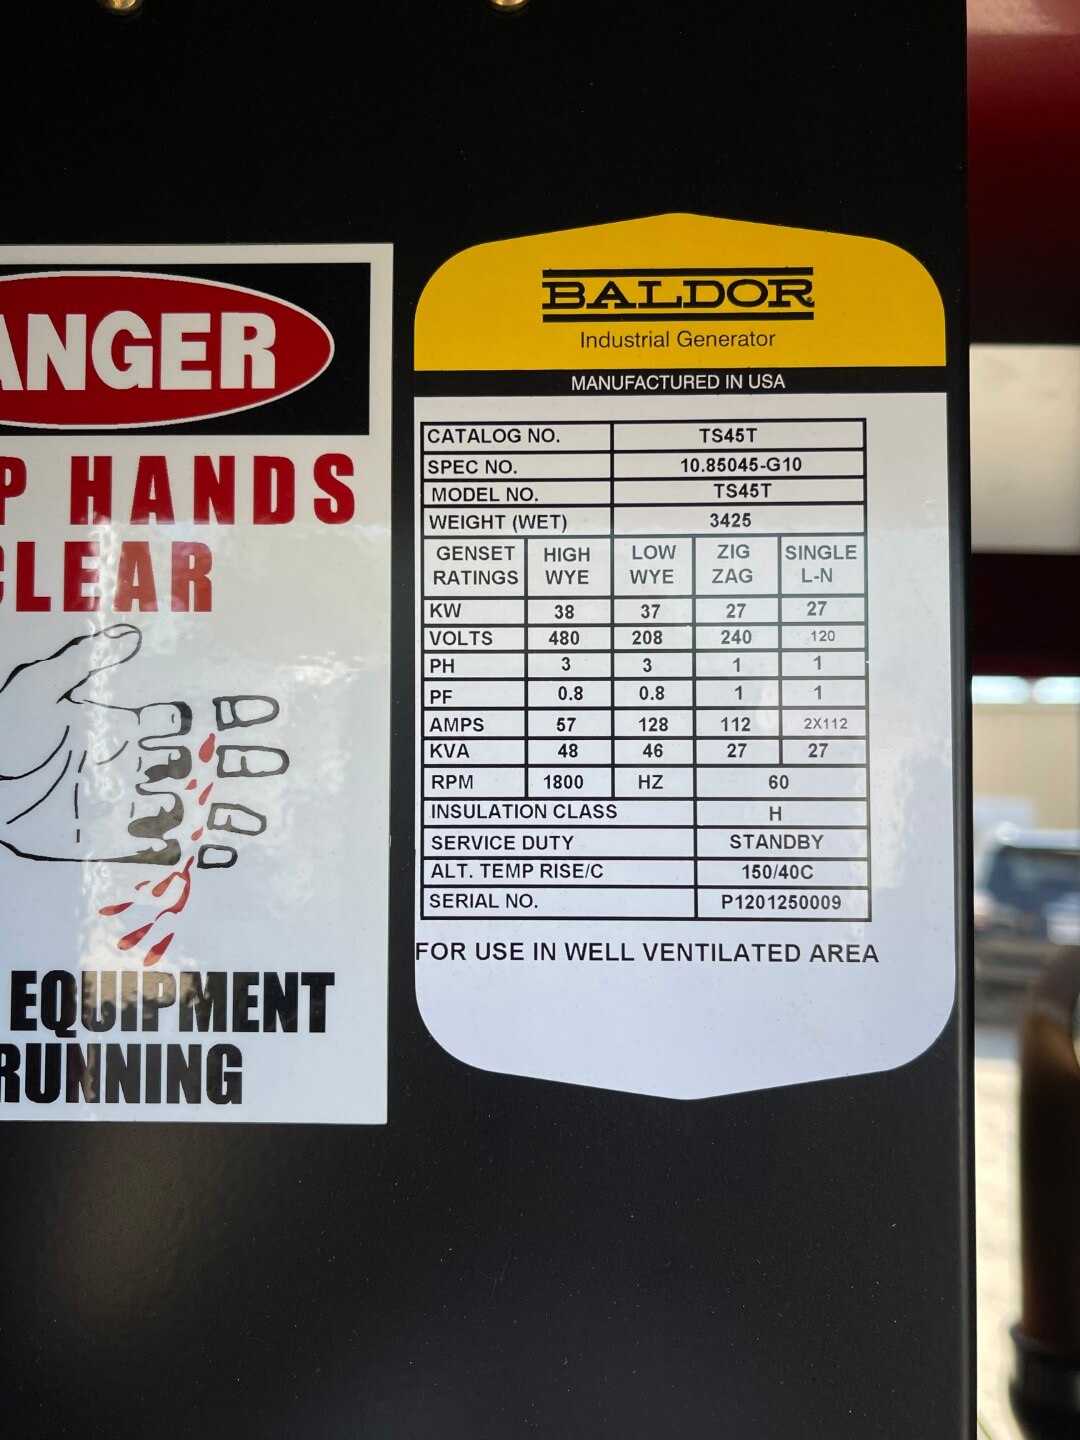 ANGER
P HANDS
CLEAR
EQUIPMENT
RUNNING
BALDOR
Industrial Generator
MANUFACTURED IN USA
CATALOG NO. TS45T
SPEC NO. 10.85045-G10
MODEL NO. TS45T
WEIGHT (WET) 3425
GENSET RATINGS HIGH WYE LOW WYE ZIG ZAG SINGLE L-N
KW 38 37 27 27
VOLTS 480 208 240 120
PH 3 3 1 1
PF 0.8 0.8 1 1
AMPS 57 128 112 2X112
KVA 48 46 27 27
RPM 1800 HZ 60
INSULATION CLASS H
SERVICE DUTY STANDBY
ALT. TEMP RISE/C 150/40C
SERIAL NO. P1201250009
FOR USE IN WELL VENTILATED AREA